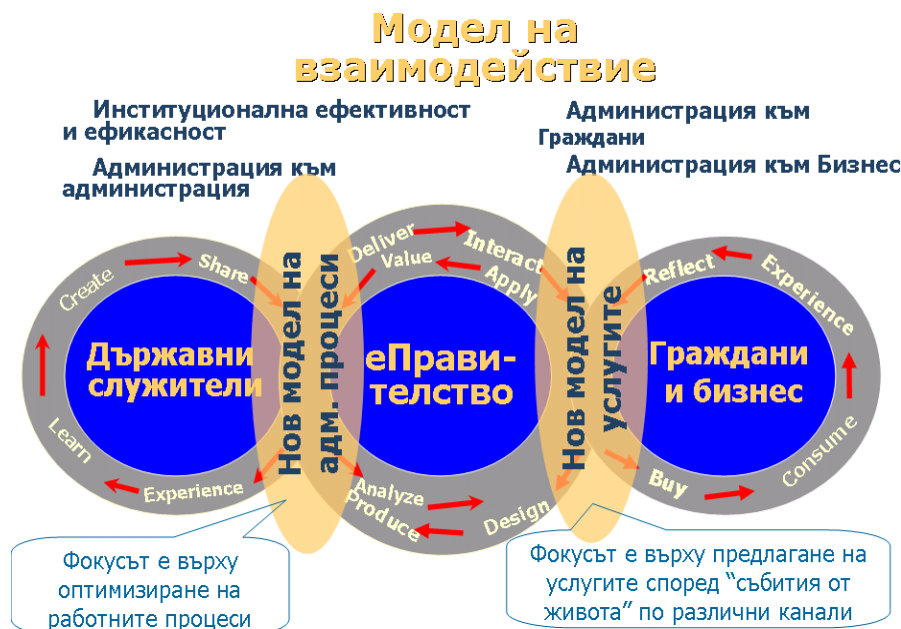 Модел на
взаимодействие
Институционална ефективност
и ефикасност
Администрация към
администрация
Администрация към
Граждани
Администрация към Бизнес
Create
Share
Learn
Experience
Държавни
служители
Нов модел на
адм. процеси
Deliver
Value
Interact
Apply
еПрави-
телство
Analyze
Produce
Design
Нов модел на
услугите
Reflect
Experience
Граждани
и бизнес
Buy
Consume
Фокусът е върху
оптимизиране на
работните процеси
Фокусът е върху предлагане на
услугите според “събития от
живота” по различни канали